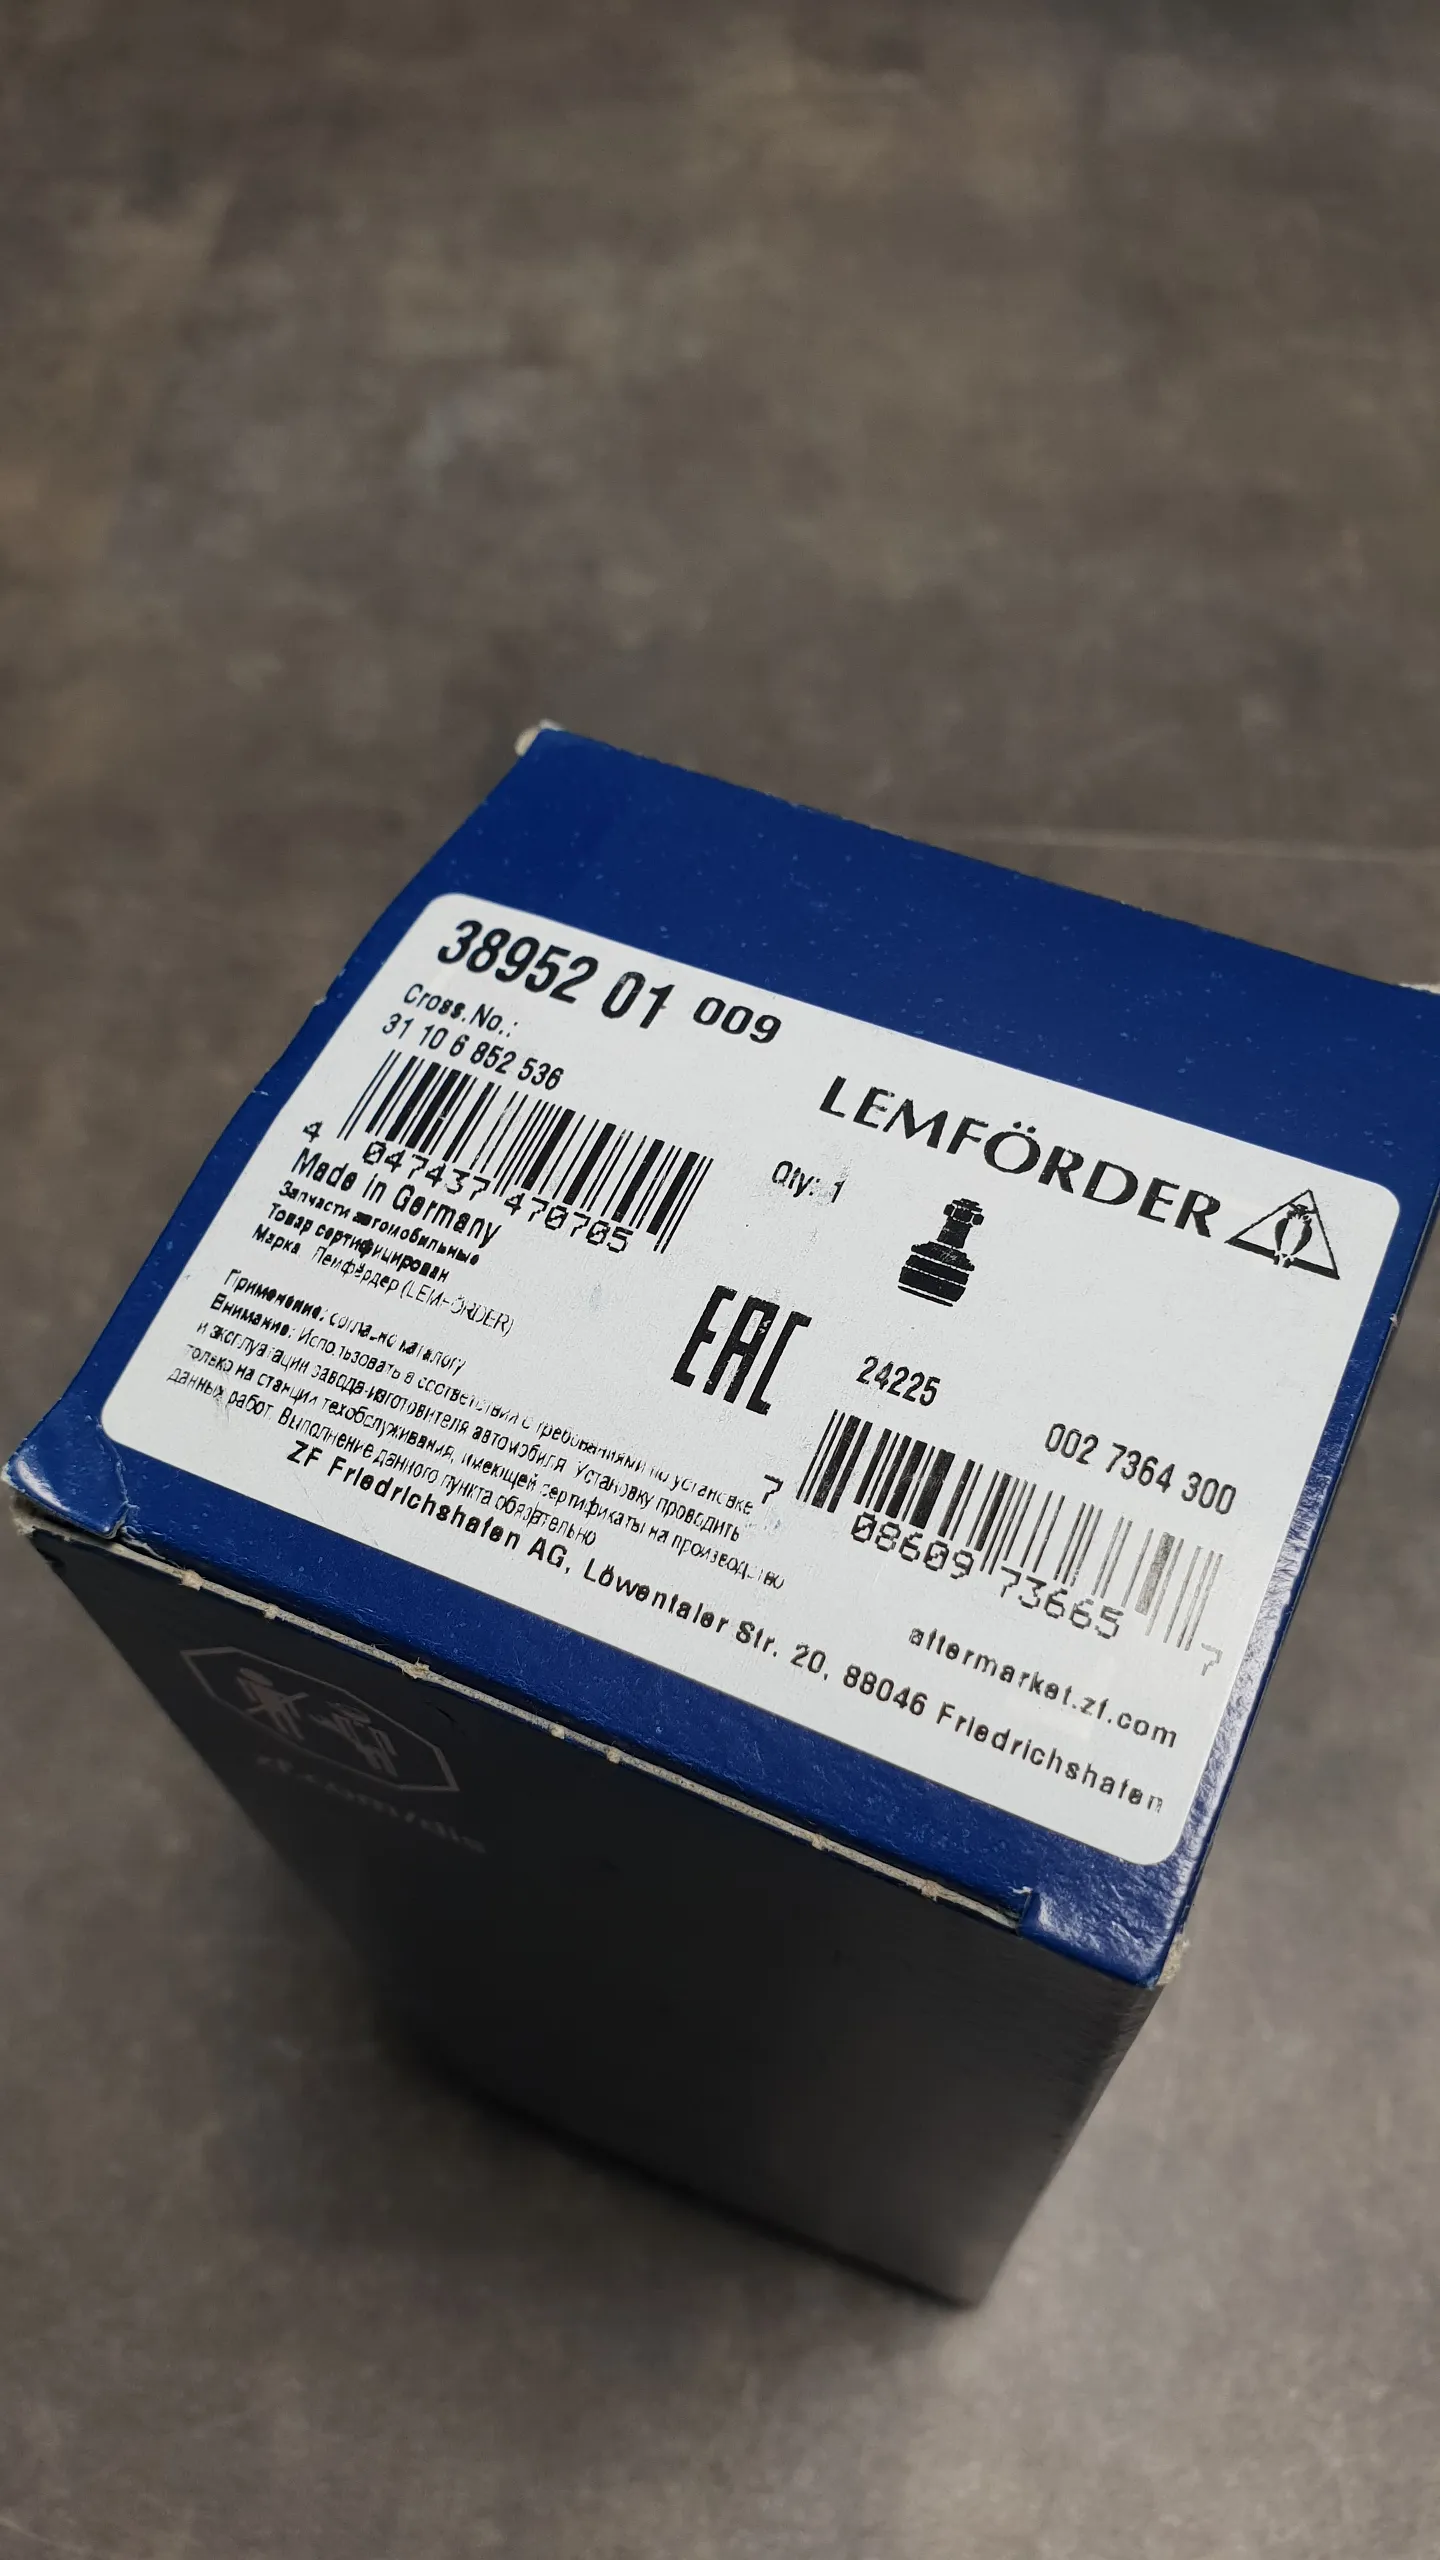 38952 01 009
Cross.No.:
31 10 6 852 536
4 047437 470705
LEMFÖRDER
Qty: 1
Made in Germany
Запчасти автомобильные
Товар сертифицирован
Марка Лемфёрдер (LEMFÖRDER)
EAC
24225
Применение: согласно каталогу
Внимание: Использовать в соответствии с требованиями по установке
и эксплуатации завода-изготовителя автомобиля. Установку проводить
только на станции техобслуживания, имеющей сертификаты на производство
данных работ. Выполнение данного пункта обязательно
002 7364 300
7 08609 73665 7
aftermarket.zf.com
ZF Friedrichshafen AG, Löwentaler Str. 20, 88046 Friedrichshafen